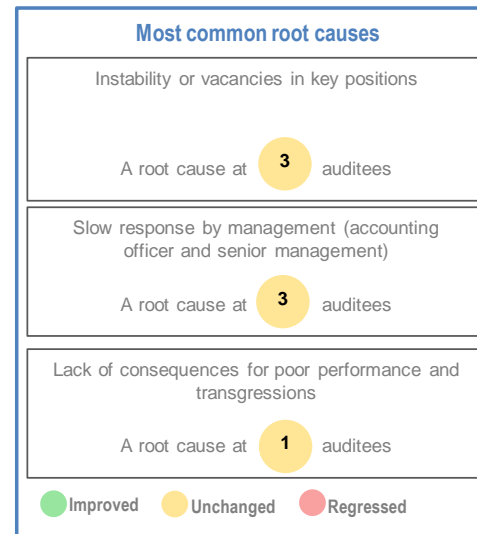 Most common root causes
Instability or vacancies in key positions
A root cause at 3 auditees
Slow response by management (accounting
officer and senior management)
A root cause at 3 auditees
Lack of consequences for poor performance and
transgressions
A root cause at 1 auditees
Improved Unchanged Regressed